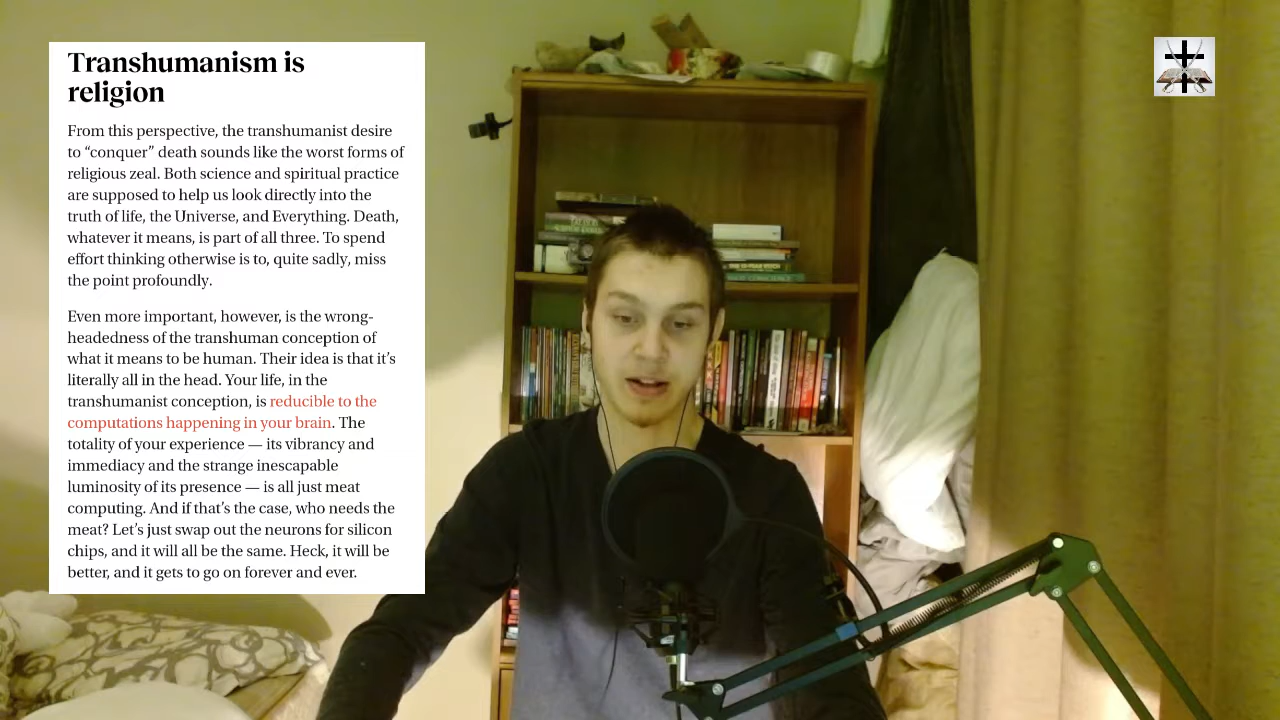 Transhumanism is
religion
From this perspective, the transhumanist desire
to “conquer” death sounds like the worst forms of
religious zeal. Both science and spiritual practice
are supposed to help us look directly into the
truth of life, the Universe, and Everything. Death,
whatever it means, is part of all three. To spend
effort thinking otherwise is to, quite sadly, miss
the point profoundly.
Even more important, however, is the wrong-
headedness of the transhuman conception of
what it means to be human. Their idea is that it’s
literally all in the head. Your life, in the
transhumanist conception, is reducible to the
computations happening in your brain. The
totality of your experience — its vibrancy and
immediacy and the strange inescapable
luminosity of its presence — is all just meat
computing. And if that’s the case, who needs the
meat? Let’s just swap out the neurons for silicon
chips, and it will all be the same. Heck, it will be
better, and it gets to go on forever and ever.